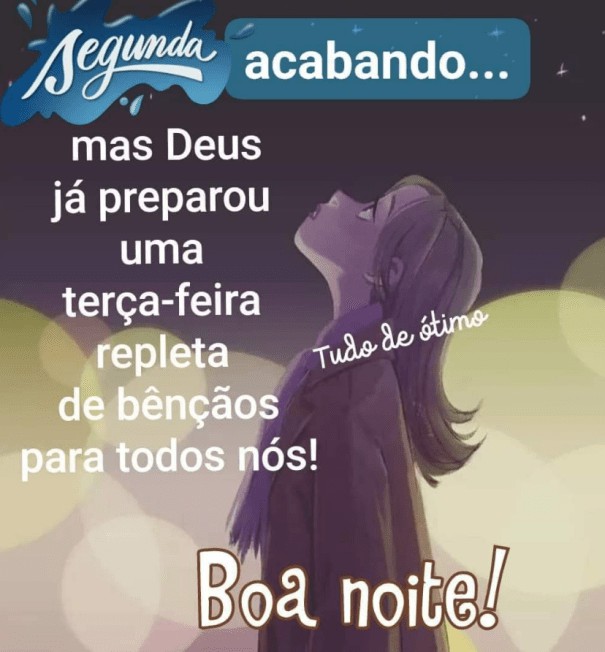 Segunda acabando...
mas Deus
já preparou
uma
terça-feira
repleta
de bênçãos
para todos nós!
Tudo de ótimo
Boa noite!